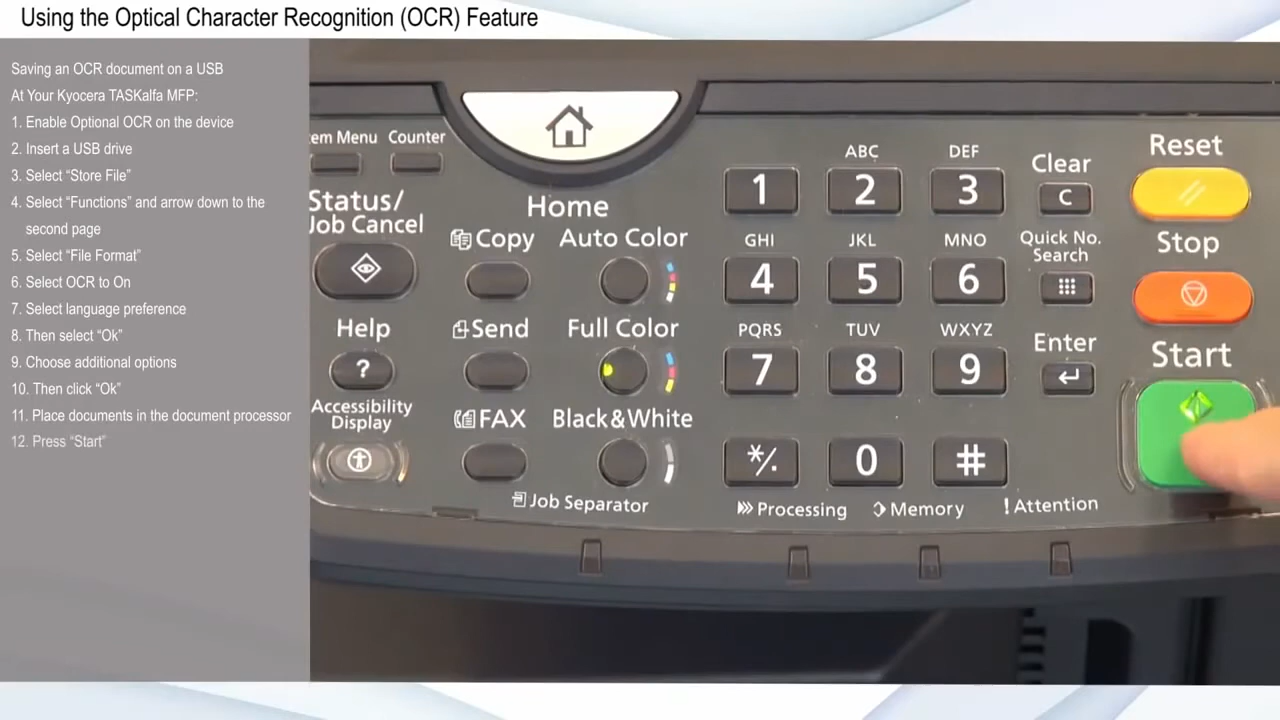 Using the Optical Character Recognition (OCR) Feature
Saving an OCR document on a USB
At Your Kyocera TASKalfa MFP:
1. Enable Optional OCR on the device
2. Insert a USB drive
3. Select “Store File”
4. Select “Functions” and arrow down to the
second page
5. Select “File Format”
6. Select OCR to On
7. Select language preference
8. Then select “Ok”
9. Choose additional options
10. Then click “Ok”
11. Place documents in the document processor
12. Press “Start”
em Menu Counter
Status/
Job Cancel
Help
?
Accessibility
Display
Home
Copy
Send
FAX
Auto Color
Full Color
Black&White
Job Separator
1
ABC
2
DEF
3
GHI
4
JKL
5
MNO
6
PQRS
7
TUV
8
WXYZ
9
*/.
0
#
Clear
C
Quick No.
Search
Enter
Reset
Stop
Start
Processing
Memory
! Attention